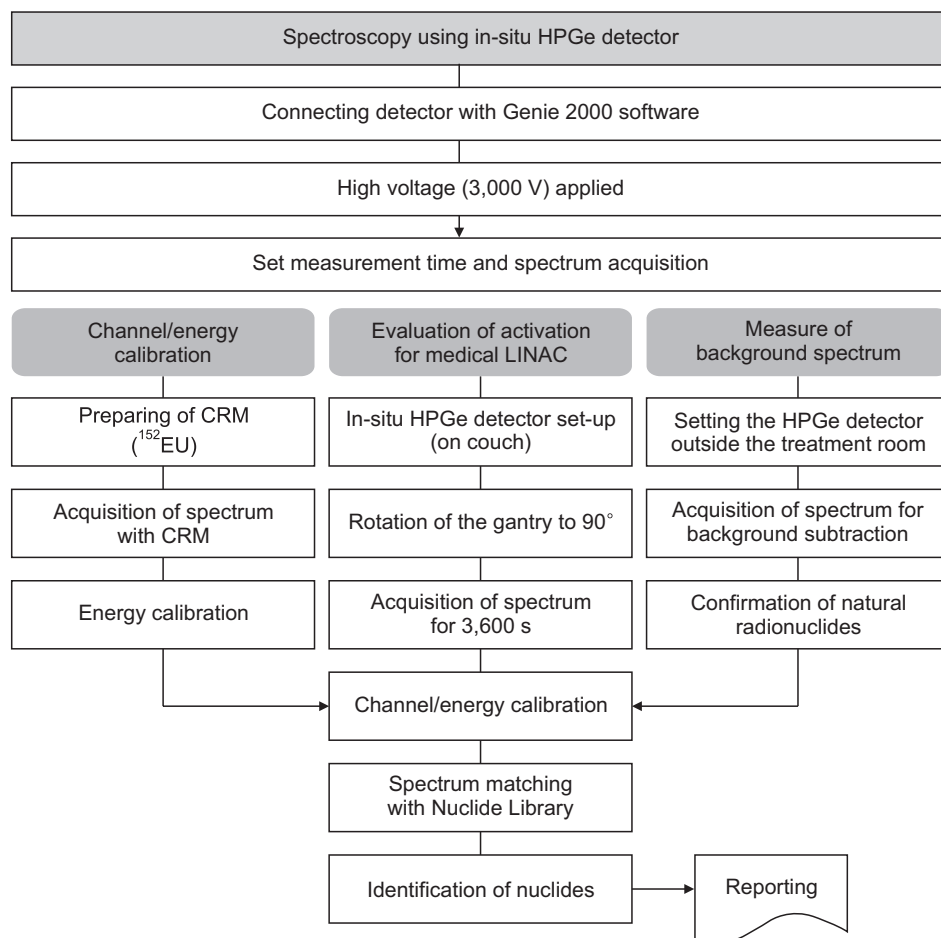 Spectroscopy using in-situ HPGe detector
Connecting detector with Genie 2000 software
High voltage (3,000 V) applied
Set measurement time and spectrum acquisition
Channel/energy
calibration
Preparing of CRM
(¹⁵²EU)
Acquisition of spectrum
with CRM
Energy calibration
Evaluation of activation
for medical LINAC
In-situ HPGe detector set-up
(on couch)
Rotation of the gantry to 90°
Acquisition of spectrum
for 3,600 s
Measure of
background spectrum
Setting the HPGe detector
outside the treatment room
Acquisition of spectrum for
background subtraction
Confirmation of natural
radionuclides
Channel/energy calibration
Spectrum matching
with Nuclide Library
Identification of nuclides
Reporting